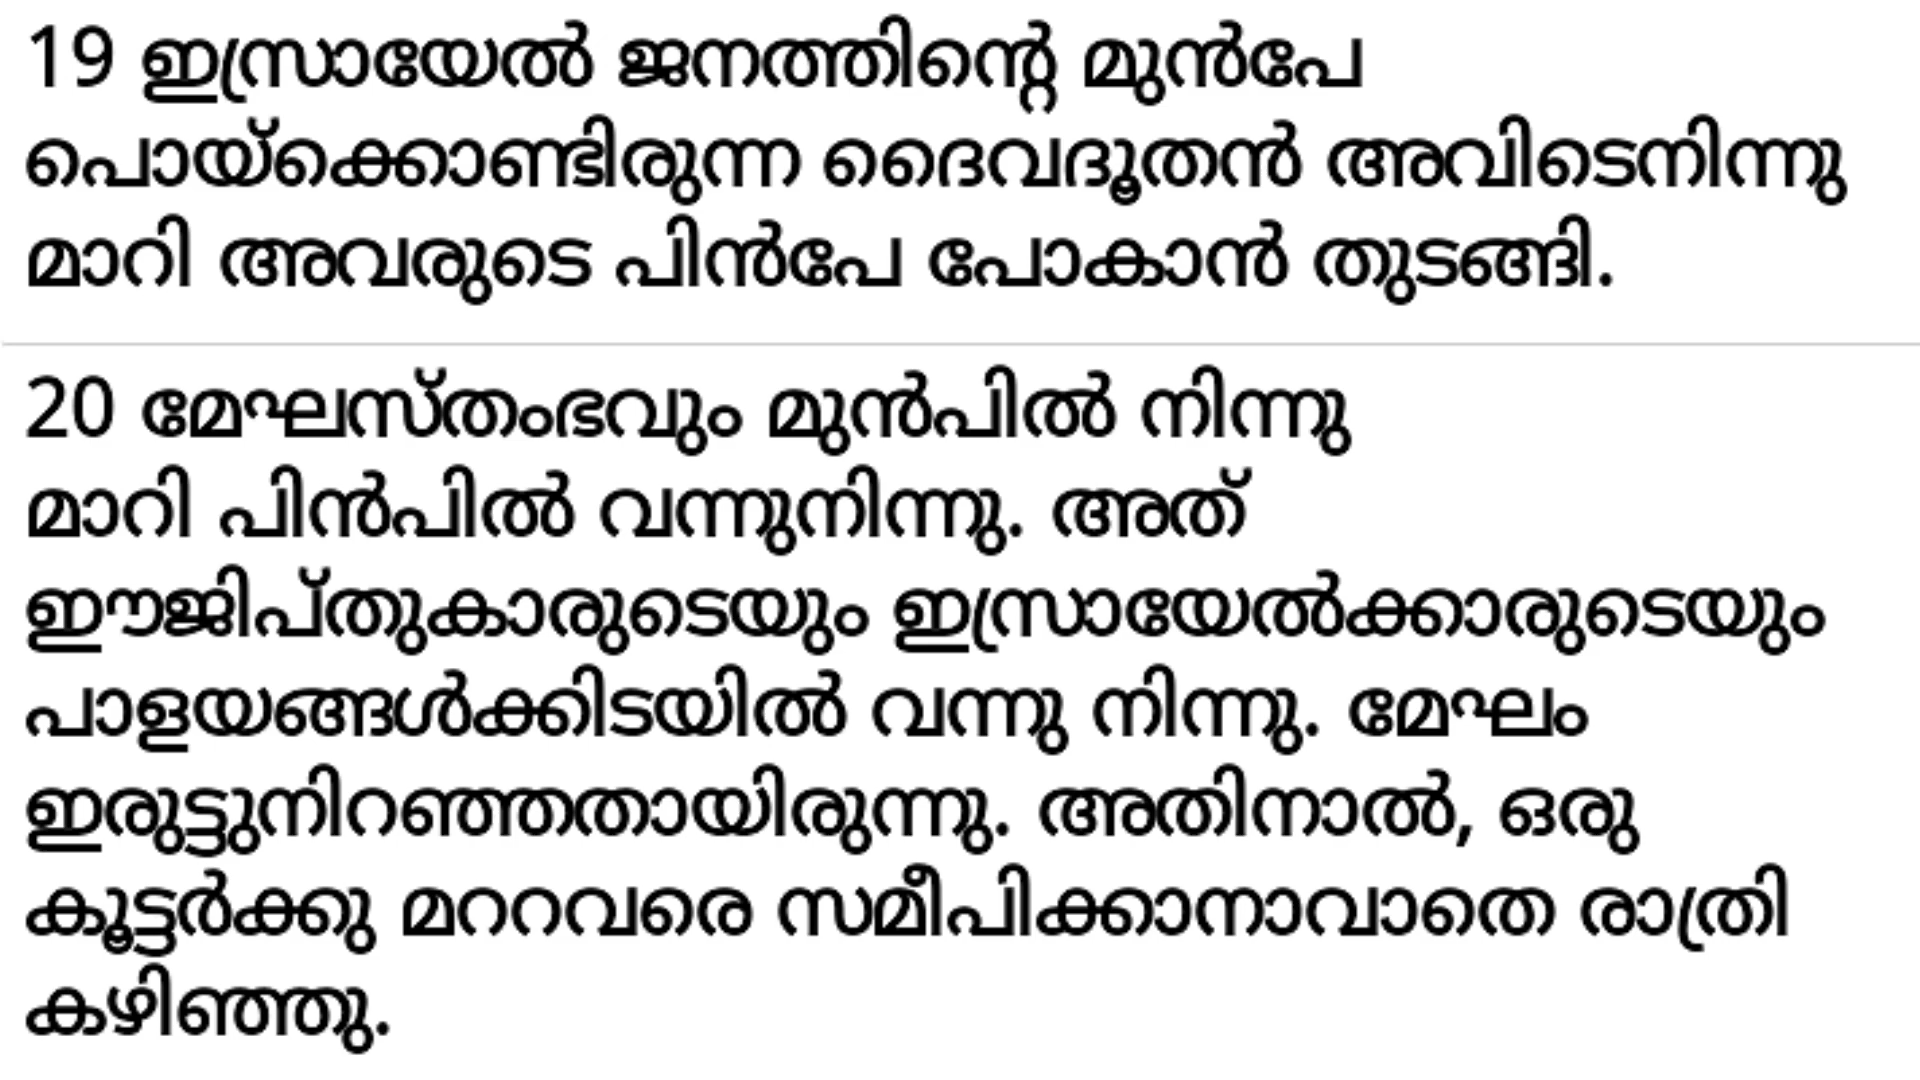 19 ഇസ്രായേൽ ജനത്തിന്റെ മുൻപേ
പൊയ്ക്കൊണ്ടിരുന്ന ദൈവദൂതൻ അവിടെനിന്നു
മാറി അവരുടെ പിൻപേ പോകാൻ തുടങ്ങി.
20 മേഘസ്തംഭവും മുൻപിൽ നിന്നു
മാറി പിൻപിൽ വന്നുനിന്നു. അത്
ഈജിപ്തുകാരുടെയും ഇസ്രായേൽക്കാരുടെയും
പാളയങ്ങൾക്കിടയിൽ വന്നു നിന്നു. മേഘം
ഇരുട്ടുനിറഞ്ഞതായിരുന്നു. അതിനാൽ, ഒരു
കൂട്ടർക്കു മററവരെ സമീപിക്കാനാവാതെ രാത്രി
കഴിഞ്ഞു.